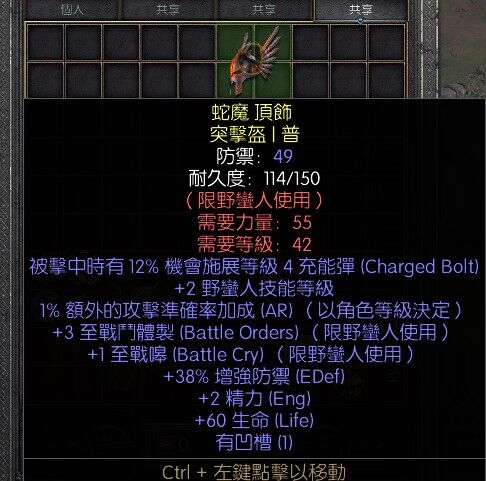 個人 共享 共享 共享
蛇魔 頂飾
突擊盔 | 普
防禦: 49
耐久度: 114/150
( 限野蠻人使用 )
需要力量: 55
需要等級: 42
被擊中時有 12% 機會施展等級 4 充能彈 (Charged Bolt)
+2 野蠻人技能等級
1% 額外的攻擊準確率加成 (AR) ( 以角色等級決定 )
+3 至戰鬥體製 (Battle Orders) ( 限野蠻人使用 )
+1 至戰嗥 (Battle Cry) ( 限野蠻人使用 )
+38% 增強防禦 (EDef)
+2 精力 (Eng)
+60 生命 (Life)
有凹槽 (1)
Ctrl + 左鍵點擊以移動